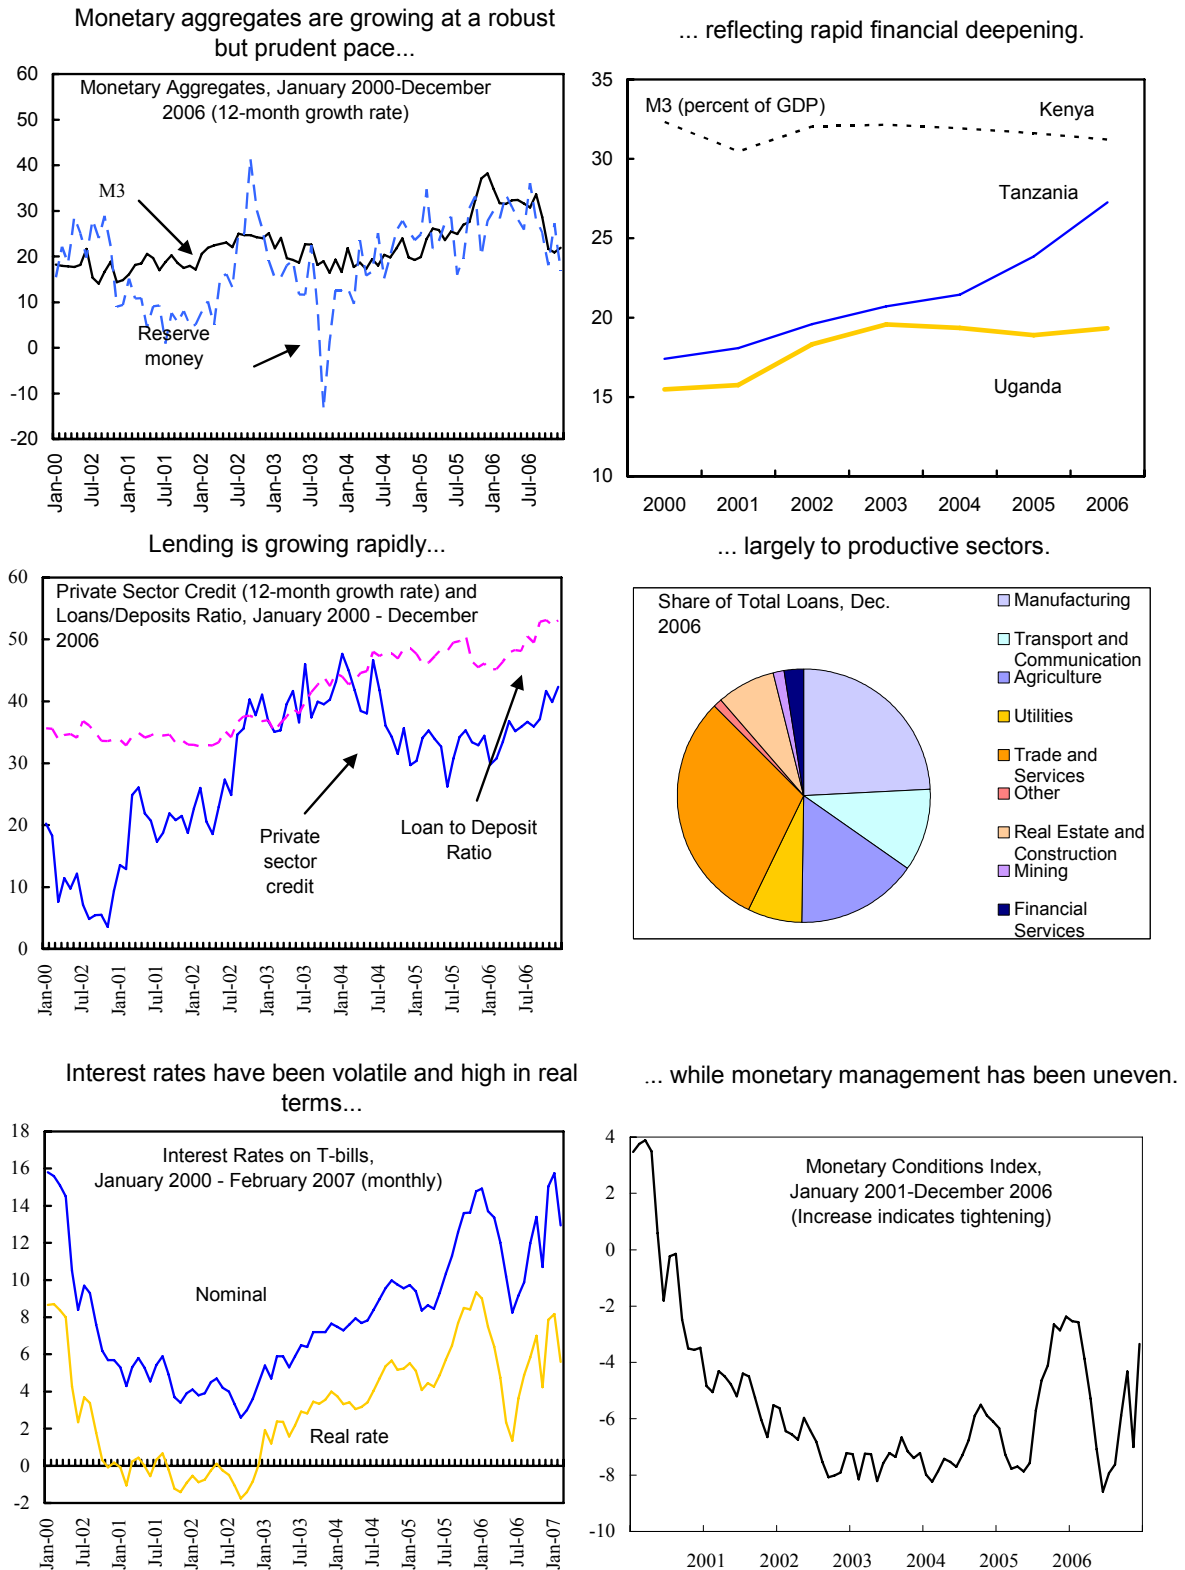 Monetary aggregates are growing at a robust
but prudent pace...
60
50
40
30
20
10
0
-10
-20
Monetary Aggregates, January 2000-December
2006 (12-month growth rate)
M3
Reserve
money
Jan-00
Jul-02
Jan-01
Jul-01
Jan-02
Jul-02
Jan-03
Jul-03
Jan-04
Jul-04
Jan-05
Jul-05
Jan-06
Jul-06
... reflecting rapid financial deepening.
35
30
25
20
15
10
M3 (percent of GDP)
Kenya
Tanzania
Uganda
2000 2001 2002 2003 2004 2005 2006
Lending is growing rapidly...
60
50
40
30
20
10
0
Private Sector Credit (12-month growth rate) and
Loans/Deposits Ratio, January 2000 - December
2006
Private
sector
credit
Loan to Deposit
Ratio
Jan-00
Jul-02
Jan-01
Jul-01
Jan-02
Jul-02
Jan-03
Jul-03
Jan-04
Jul-04
Jan-05
Jul-05
Jan-06
Jul-06
... largely to productive sectors.
Share of Total Loans, Dec.
2006
Manufacturing
Transport and
Communication
Agriculture
Utilities
Trade and
Services
Other
Real Estate and
Construction
Mining
Financial
Services
Interest rates have been volatile and high in real
terms...
18
16
14
12
10
8
6
4
2
0
-2
Interest Rates on T-bills,
January 2000 - February 2007 (monthly)
Nominal
Real rate
Jan-00
Jul-02
Jan-01
Jul-01
Jan-02
Jul-02
Jan-03
Jul-03
Jan-04
Jul-04
Jan-05
Jul-05
Jan-06
Jul-06
Jan-07
... while monetary management has been uneven.
4
2
0
-2
-4
-6
-8
-10
Monetary Conditions Index,
January 2001-December 2006
(Increase indicates tightening)
2001 2002 2003 2004 2005 2006